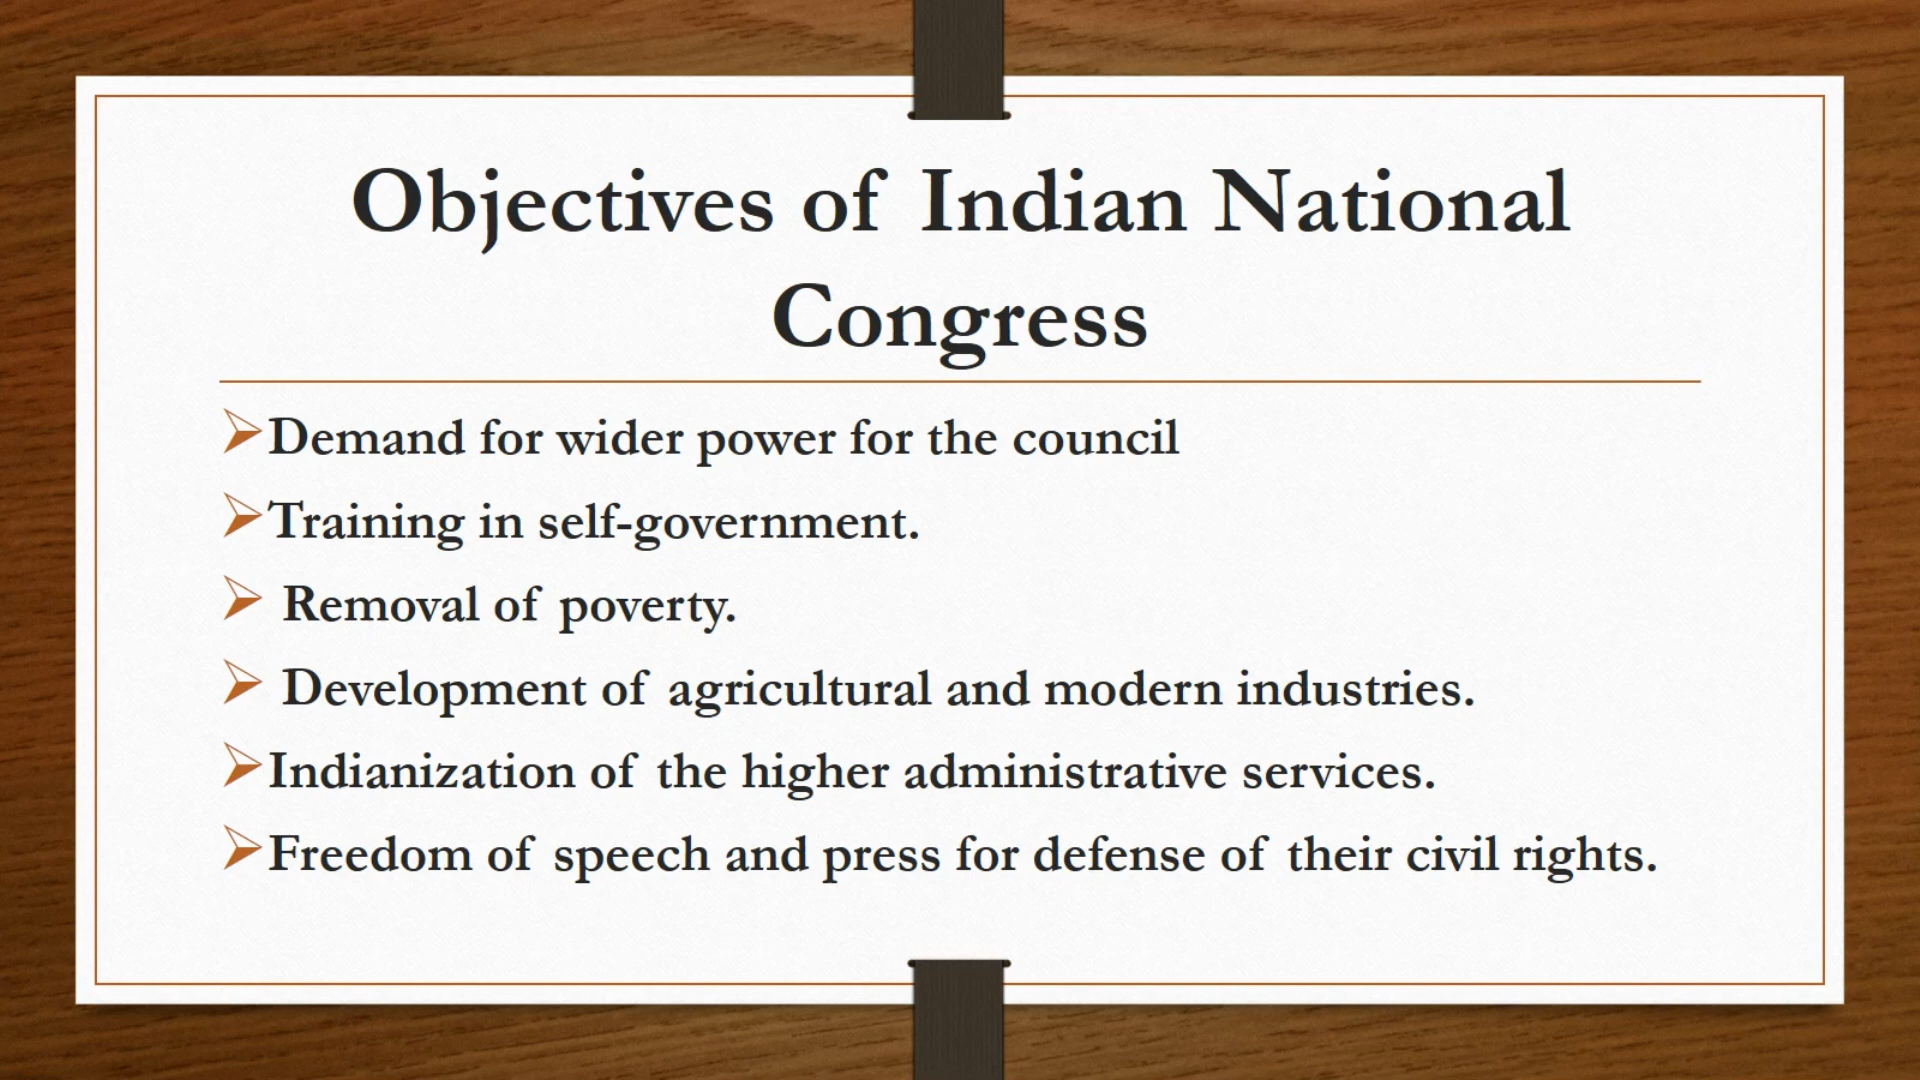 Objectives of Indian National
Congress
Demand for wider power for the council
Training in self-government.
Removal of poverty.
Development of agricultural and modern industries.
Indianization of the higher administrative services.
Freedom of speech and press for defense of their civil rights.